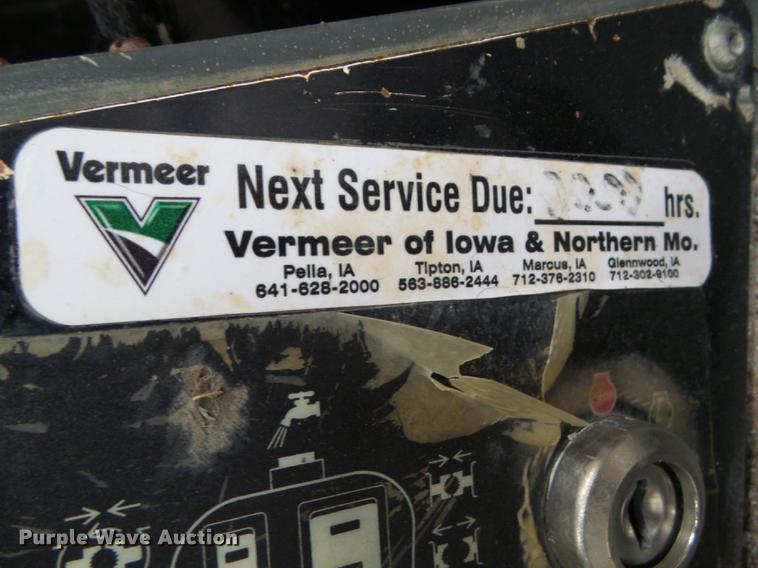 Vermeer
Next Service Due: hrs.
Vermeer of Iowa & Northern Mo.
Pella, IA Tipton, IA Marcus, IA Glennwood, IA
641-628-2000 563-886-2444 712-376-2310 712-302-9100
Purple Wave Auction